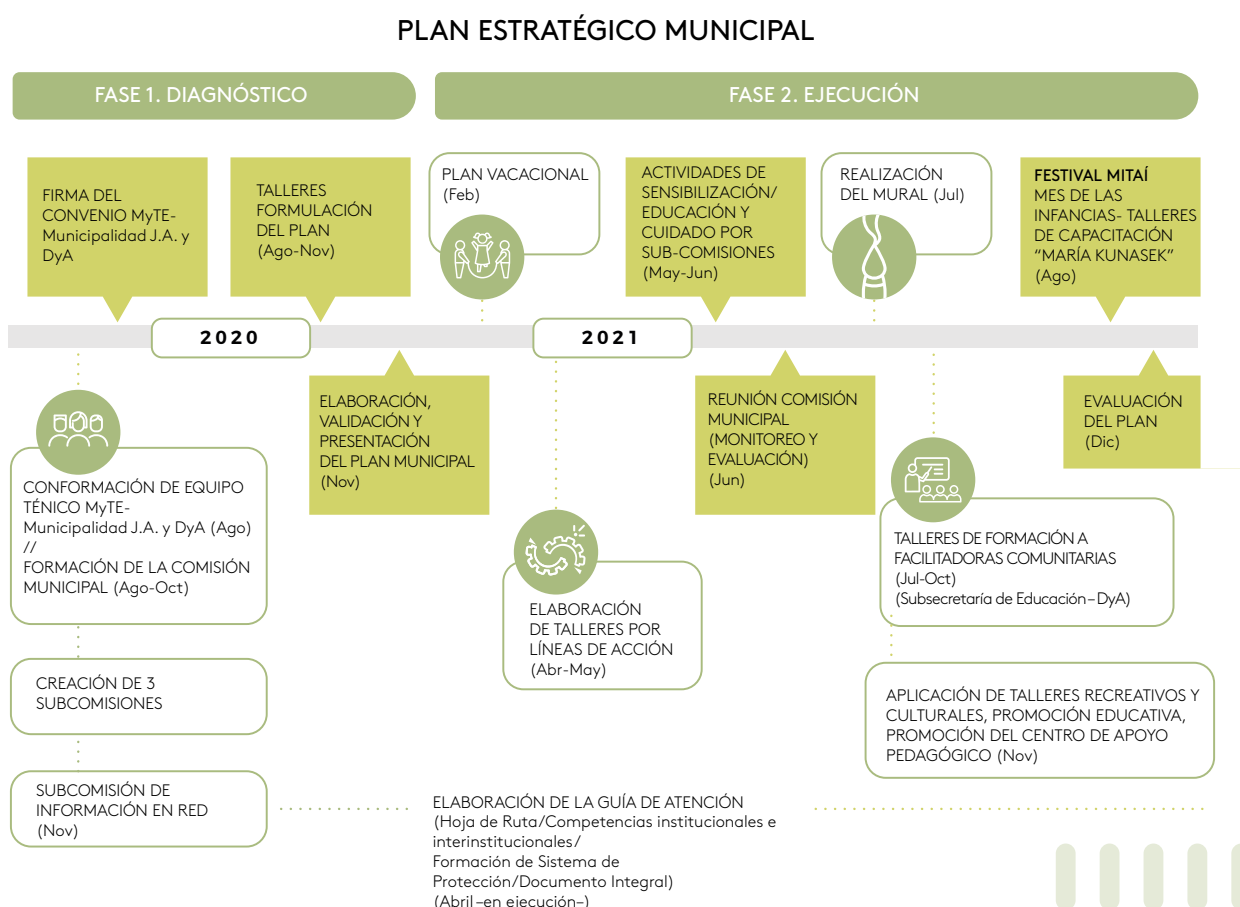 PLAN ESTRATÉGICO MUNICIPAL
FASE 1. DIAGNÓSTICO
FASE 2. EJECUCIÓN
FIRMA DEL
CONVENIO MyTE-
Municipalidad J.A. y
DyA
TALLERES
FORMULACIÓN
DEL PLAN
(Ago-Nov)
PLAN VACACIONAL
(Feb)
ACTIVIDADES DE
SENSIBILIZACIÓN/
EDUCACIÓN Y
CUIDADO POR
SUB-COMISIONES
(May-Jun)
REALIZACIÓN
DEL MURAL (Jul)
FESTIVAL MITAÍ
MES DE LAS
INFANCIAS- TALLERES
DE CAPACITACIÓN
“MARÍA KUNASEK”
(Ago)
2020
2021
ELABORACIÓN,
VALIDACIÓN Y
PRESENTACIÓN
DEL PLAN MUNICIPAL
(Nov)
REUNIÓN COMISIÓN
MUNICIPAL
(MONITOREO Y
EVALUACIÓN)
(Jun)
EVALUACIÓN
DEL PLAN
(Dic)
CONFORMACIÓN DE EQUIPO
TÉNICO MyTE-
Municipalidad J.A. y DyA (Ago)
//
FORMACIÓN DE LA COMISIÓN
MUNICIPAL (Ago-Oct)
TALLERES DE FORMACIÓN A
FACILITADORAS COMUNITARIAS
(Jul-Oct)
(Subsecretaría de Educación–DyA)
ELABORACIÓN
DE TALLERES POR
LÍNEAS DE ACCIÓN
(Abr-May)
CREACIÓN DE 3
SUBCOMISIONES
APLICACIÓN DE TALLERES RECREATIVOS Y
CULTURALES, PROMOCIÓN EDUCATIVA,
PROMOCIÓN DEL CENTRO DE APOYO
PEDAGÓGICO (Nov)
SUBCOMISIÓN DE
INFORMACIÓN EN RED
(Nov)
ELABORACIÓN DE LA GUÍA DE ATENCIÓN
(Hoja de Ruta/Competencias institucionales e
interinstitucionales/
Formación de Sistema de
Protección/Documento Integral)
(Abril–en ejecución–)